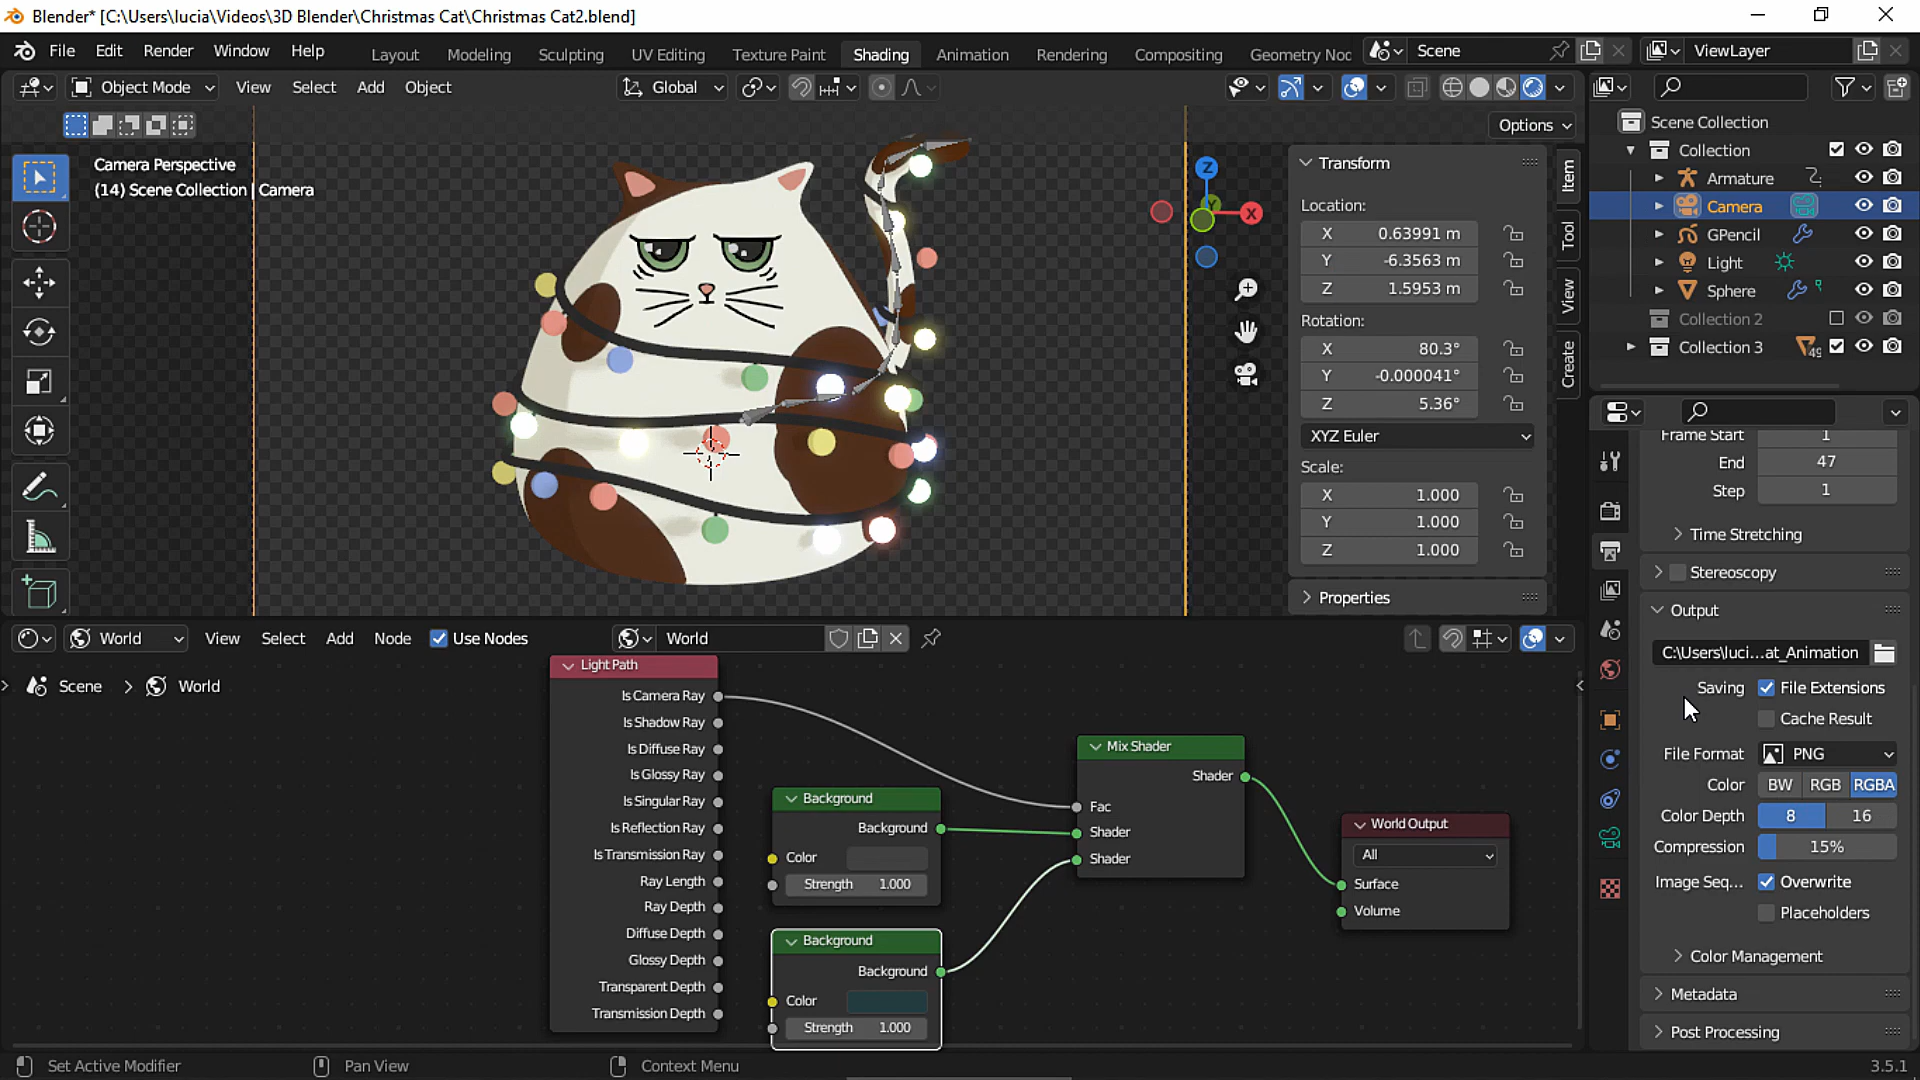 Blender* [C:\Users\lucia\Videos\3D Blender\Christmas Cat\Christmas Cat2.blend]
File Edit Render Window Help Layout Modeling Sculpting UV Editing Texture Paint Shading Animation Rendering Compositing Geometry Noc Scene ViewLayer
Object Mode View Select Add Object Global
Options
Camera Perspective
(14) Scene Collection | Camera
Z
X
Transform
Location:
X 0.63991 m
Y -6.3563 m
Z 1.5953 m
Rotation:
X 80.3°
Y -0.000041°
Z 5.36°
XYZ Euler
Scale:
X 1.000
Y 1.000
Z 1.000
Properties
Item
Tool
View
Create
Scene Collection
Collection
Armature
Camera
GPencil
Light
Sphere
Collection 2
Collection 3 49
Frame Start 1
End 47
Step 1
Time Stretching
Stereoscopy
Output
C:\Users\luci...at_Animation
Saving File Extensions
Cache Result
File Format PNG
Color BW RGB RGBA
Color Depth 8 16
Compression 15%
Image Seq... Overwrite
Placeholders
Color Management
Metadata
Post Processing
World View Select Add Node Use Nodes World
Scene > World
Light Path
Is Camera Ray
Is Shadow Ray
Is Diffuse Ray
Is Glossy Ray
Is Singular Ray
Is Reflection Ray
Is Transmission Ray
Ray Length
Ray Depth
Diffuse Depth
Glossy Depth
Transparent Depth
Transmission Depth
Background
Background
Color
Strength 1.000
Background
Background
Color
Strength 1.000
Mix Shader
Shader
Fac
Shader
Shader
World Output
All
Surface
Volume
Set Active Modifier Pan View Context Menu 3.5.1